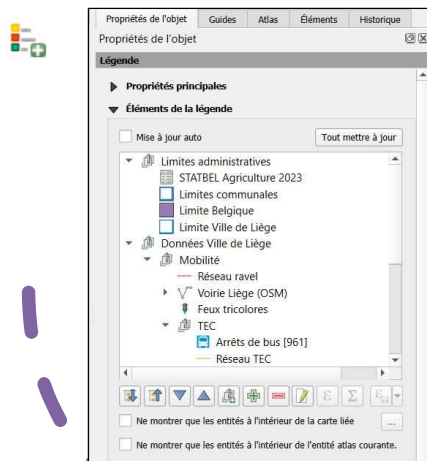 Propriétés de l'objet Guides Atlas Éléments Historique
Propriétés de l'objet
Légende
Propriétés principales
Éléments de la légende
Mise à jour auto Tout mettre à jour
Limites administratives
STATBEL Agriculture 2023
Limites communales
Limite Belgique
Limite Ville de Liège
Données Ville de Liège
Mobilité
Réseau ravel
Voirie Liège (OSM)
Feux tricolores
TEC
Arrêts de bus [961]
Réseau TEC
ε Σ ε
Ne montrer que les entités à l'intérieur de la carte liée ...
Ne montrer que les entités à l'intérieur de l'entité atlas courante.